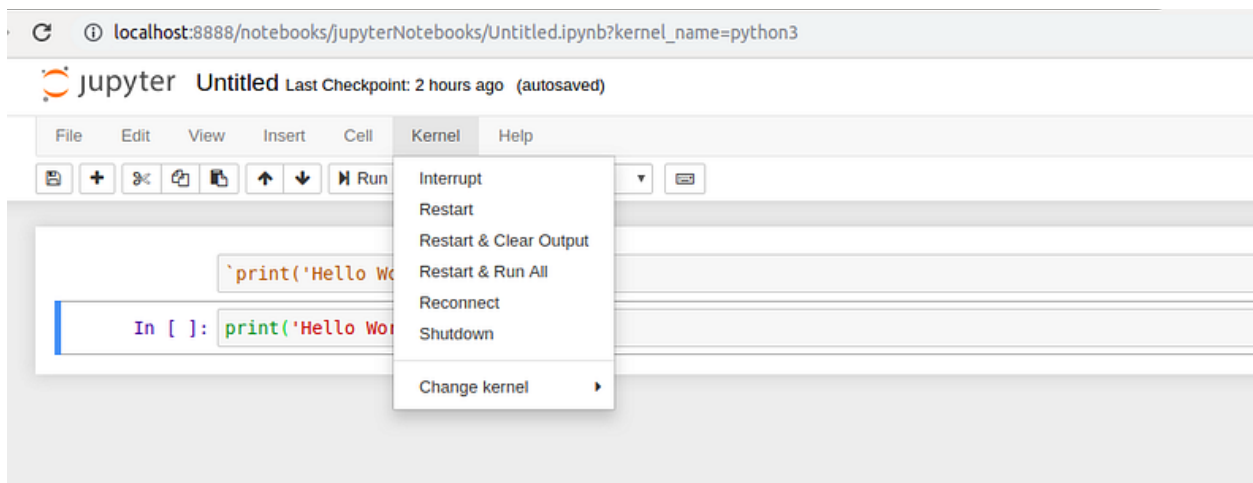 localhost:8888/notebooks/jupyterNotebooks/Untitled.ipynb?kernel_name=python3
jupyter Untitled Last Checkpoint: 2 hours ago (autosaved)
File Edit View Insert Cell Kernel Help
Run
Interrupt
Restart
Restart & Clear Output
Restart & Run All
Reconnect
Shutdown
Change kernel
`print('Hello
In [ ]: print('Hello